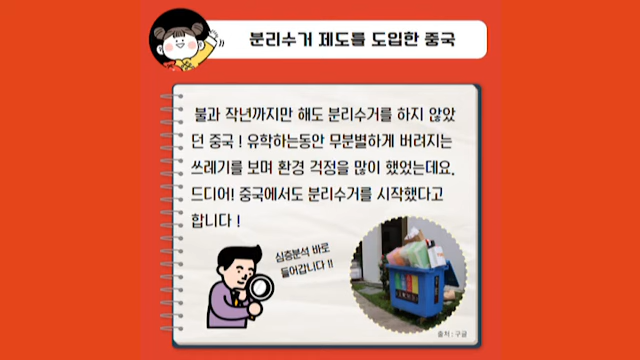 분리수거 제도를 도입한 중국
불과 작년까지만 해도 분리수거를 하지 않았
던 중국 ! 유학하는동안 무분별하게 버려지는
쓰레기를 보며 환경 걱정을 많이 했었는데요.
드디어! 중국에서도 분리수거를 시작했다고
합니다 !
심층분석 바로
들어갑니다 !!
출처 : 구글